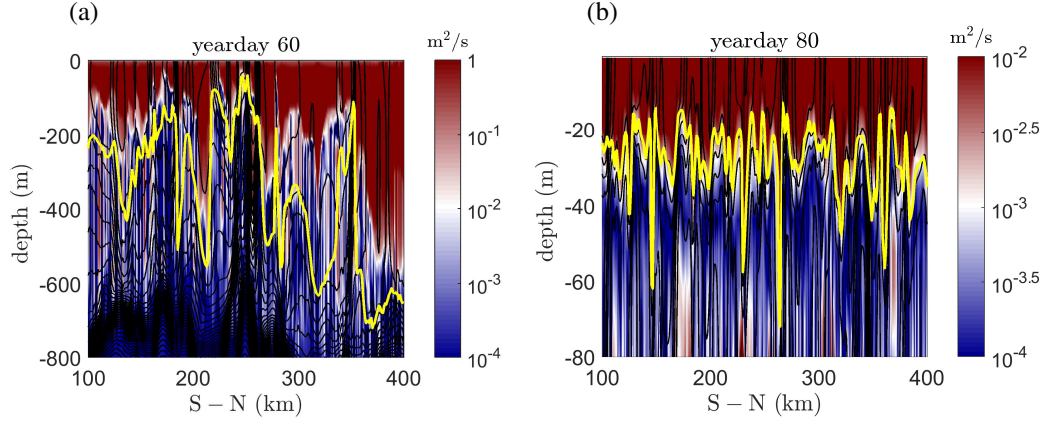 (a)
yearday 60
m²/s
0
-200
-400
-600
-800
depth (m)
100
200
300
400
S − N (km)
1
10⁻¹
10⁻²
10⁻³
10⁻⁴
(b)
yearday 80
m²/s
-20
-40
-60
-80
depth (m)
100
200
300
400
S − N (km)
10⁻²
10⁻²·⁵
10⁻³
10⁻³·⁵
10⁻⁴